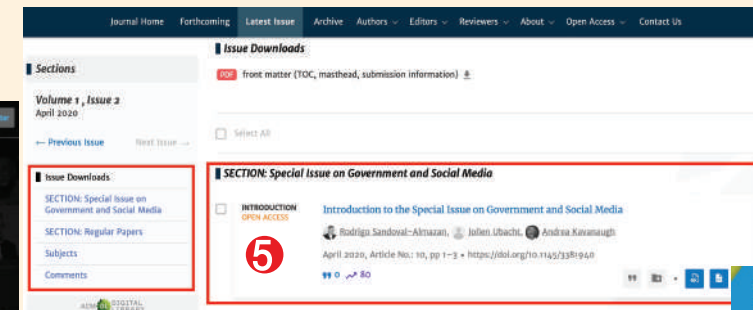 Journal Home Forthcoming Latest Issue Archive Authors Editors Reviewers About Open Access Contact Us
Sections
Volume 1 , Issue 2
April 2020
← Previous Issue Next Issue →
Issue Downloads
SECTION: Special Issue on
Government and Social Media
SECTION: Regular Papers
Subjects
Comments
DIGITAL
LIBRARY
Issue Downloads
PDF front matter (TOC, masthead, submission information)
Select All
SECTION: Special Issue on Government and Social Media
INTRODUCTION
OPEN ACCESS
Introduction to the Special Issue on Government and Social Media
Rodrigo Sandoval-Almazan, Jolien Ubacht, Andrea Kavanaugh
April 2020, Article No.: 10, pp 1–3 • https://doi.org/10.1145/3381940
0 80
5